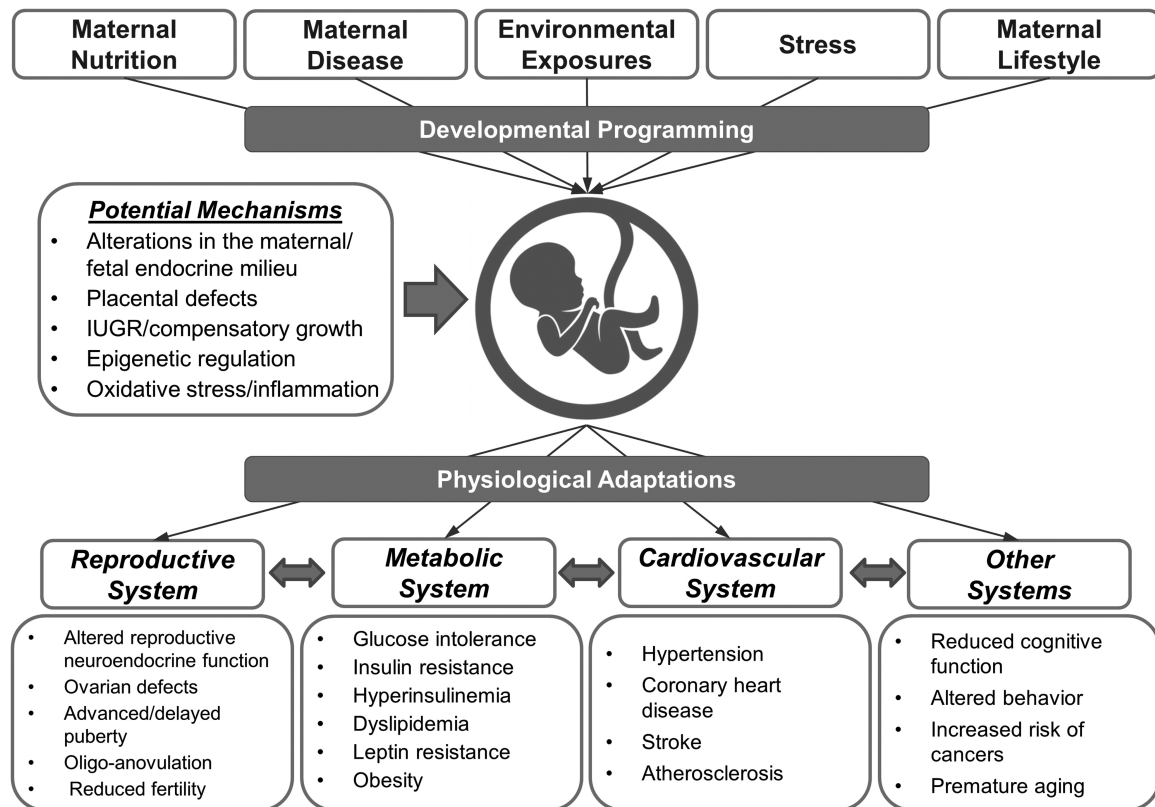 Maternal
Nutrition
Maternal
Disease
Environmental
Exposures
Stress
Maternal
Lifestyle
Developmental Programming
Potential Mechanisms
• Alterations in the maternal/
fetal endocrine milieu
• Placental defects
• IUGR/compensatory growth
• Epigenetic regulation
• Oxidative stress/inflammation
Physiological Adaptations
Reproductive
System
Metabolic
System
Cardiovascular
System
Other
Systems
• Altered reproductive
neuroendocrine function
• Ovarian defects
• Advanced/delayed
puberty
• Oligo-anovulation
• Reduced fertility
• Glucose intolerance
• Insulin resistance
• Hyperinsulinemia
• Dyslipidemia
• Leptin resistance
• Obesity
• Hypertension
• Coronary heart
disease
• Stroke
• Atherosclerosis
• Reduced cognitive
function
• Altered behavior
• Increased risk of
cancers
• Premature aging